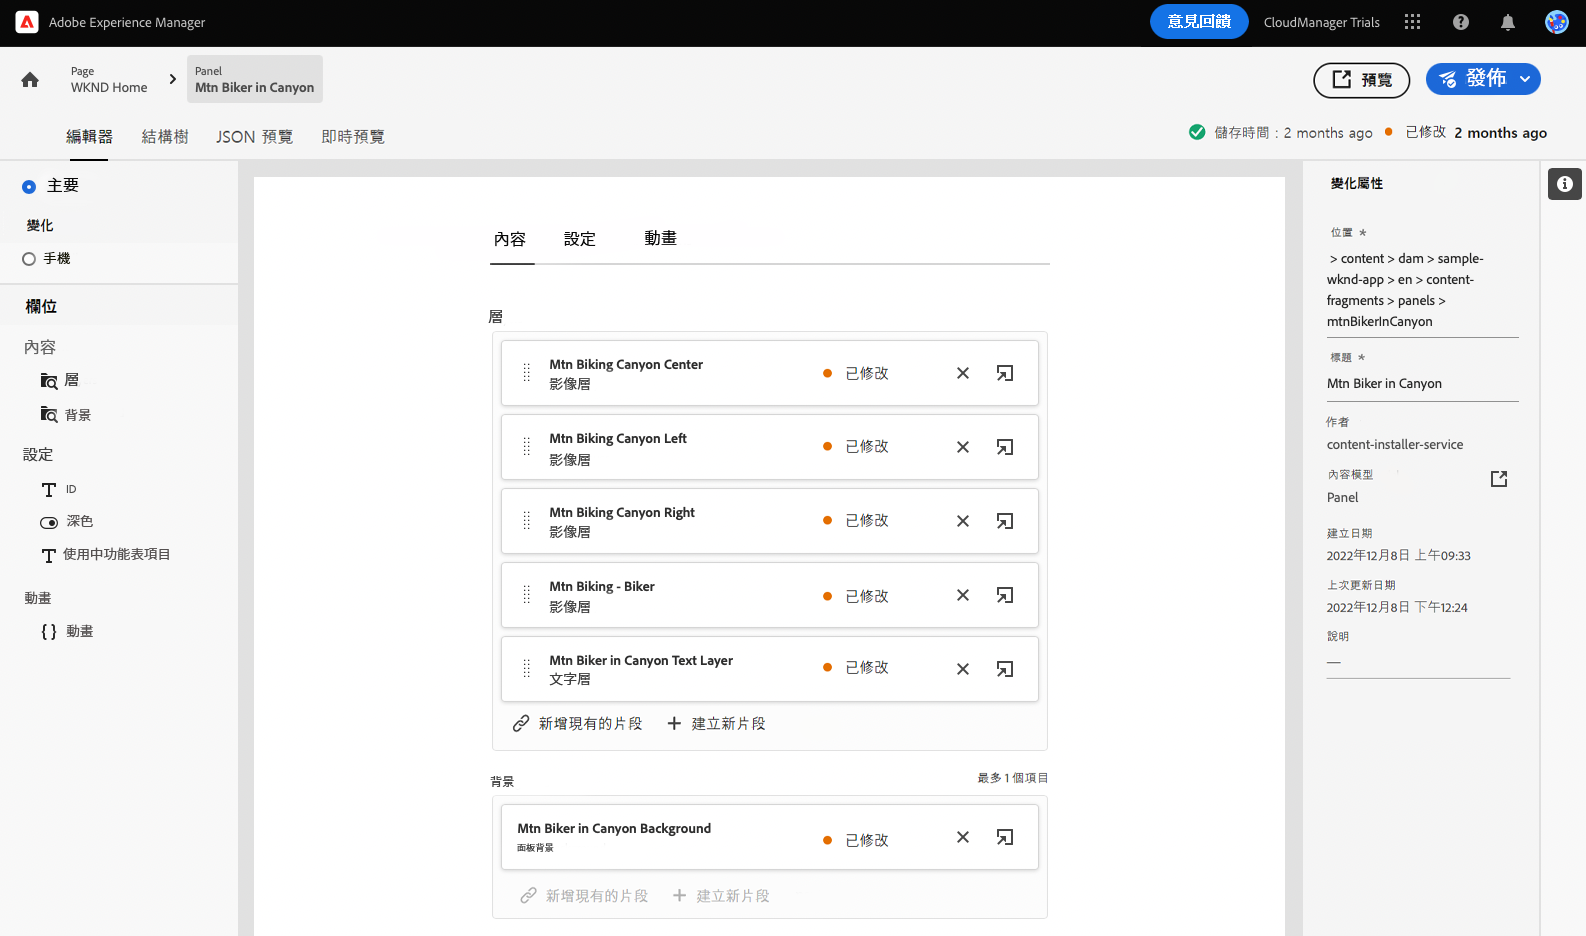 Adobe Experience Manager
意見回饋
CloudManager Trials
Page
WKND Home
Panel
Mtn Biker in Canyon
預覽
發佈
編輯器
結構樹
JSON 預覽
即時預覽
儲存時間：2 months ago
已修改 2 months ago
主要
變化
手機
欄位
內容
層
背景
設定
ID
深色
使用中功能表項目
動畫
動畫
內容
設定
動畫
層
Mtn Biking Canyon Center
影像層
已修改
Mtn Biking Canyon Left
影像層
已修改
Mtn Biking Canyon Right
影像層
已修改
Mtn Biking - Biker
影像層
已修改
Mtn Biker in Canyon Text Layer
文字層
已修改
新增現有的片段
建立新片段
背景
最多1個項目
Mtn Biker in Canyon Background
面板背景
已修改
新增現有的片段
建立新片段
變化屬性
位置 *
> content > dam > sample-
wknd-app > en > content-
fragments > panels >
mtnBikerInCanyon
標題 *
Mtn Biker in Canyon
作者
content-installer-service
內容模型
Panel
建立日期
2022年12月8日 上午09:33
上次更新日期
2022年12月8日 下午12:24
說明
—